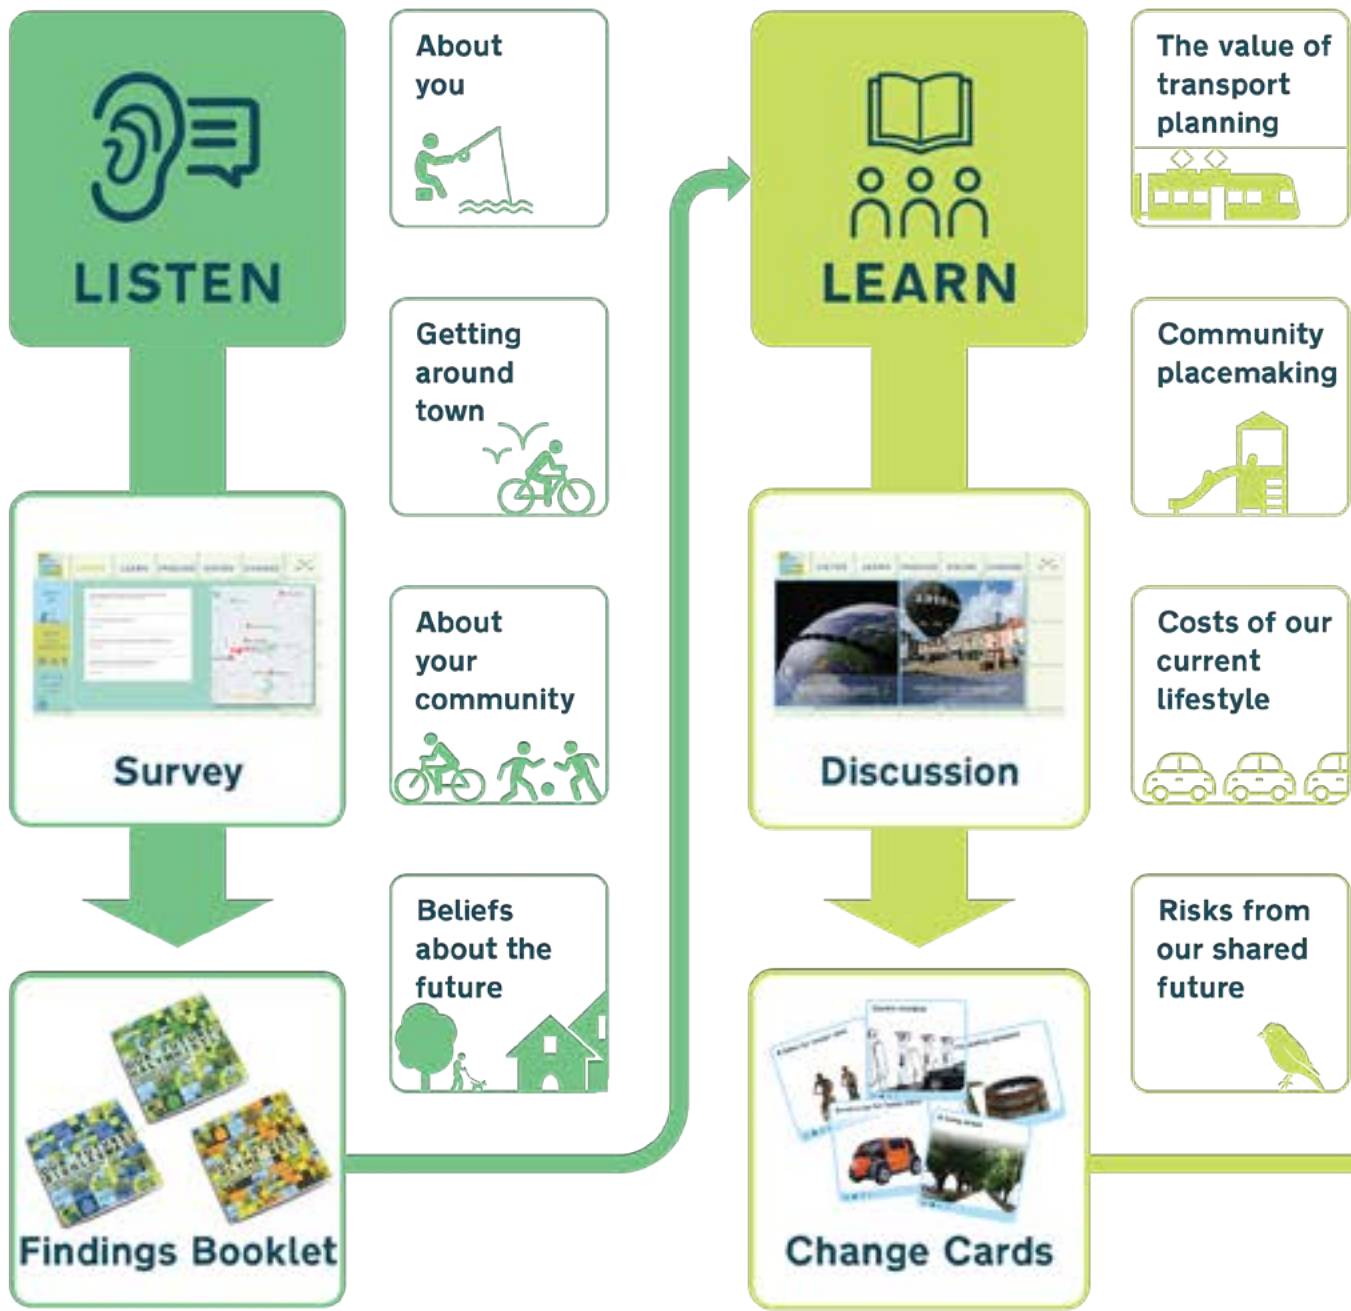 LISTEN
Survey
Findings Booklet
About
you
Getting
around
town
About
your
community
Beliefs
about the
future
LEARN
Discussion
Change Cards
The value of
transport
planning
Community
placemaking
Costs of our
current
lifestyle
Risks from
our shared
future